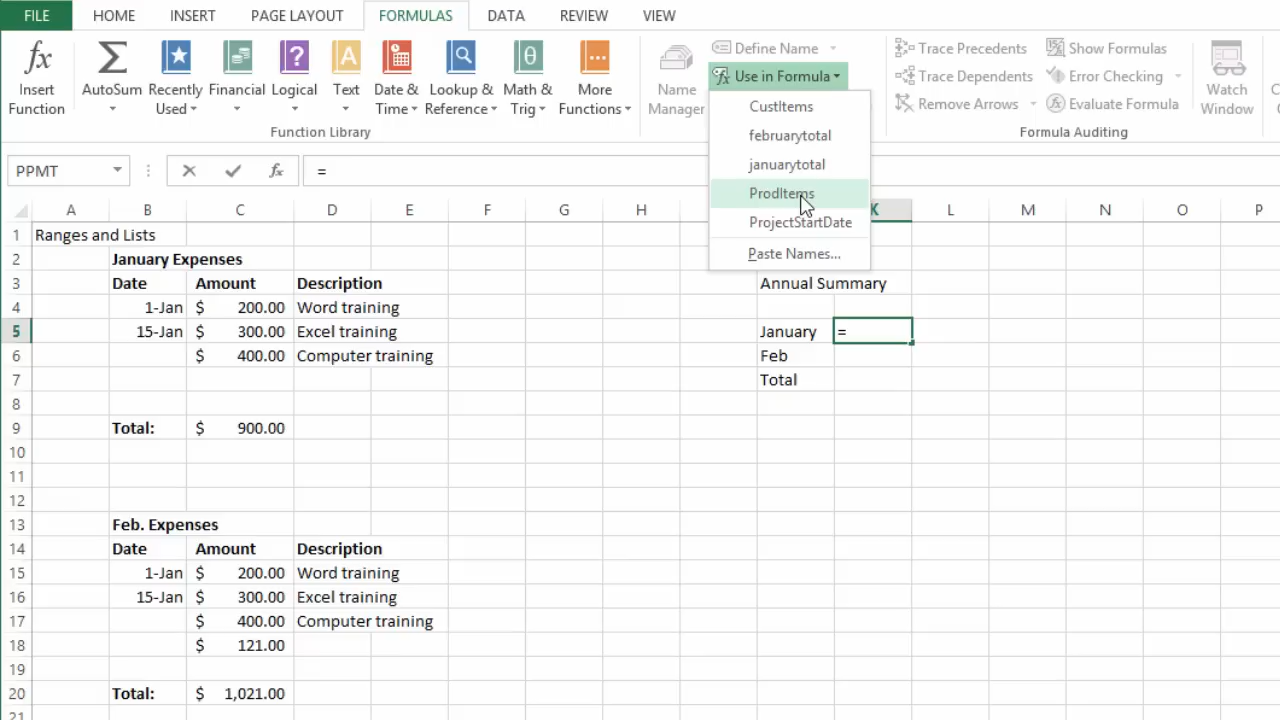 FILE HOME INSERT PAGE LAYOUT FORMULAS DATA REVIEW VIEW
fx Σ ? A θ Define Name Trace Precedents Show Formulas
Use in Formula Trace Dependents Error Checking
Insert AutoSum Recently Financial Logical Text Date & Lookup & Math & More Name Watch
Function Used Time Reference Trig Functions Manager Remove Arrows Evaluate Formula Window
Function Library Formula Auditing
CustItems
februarytotal
januarytotal
ProdItems
ProjectStartDate
Paste Names...
PPMT fx =
A B C D E F G H K L M N O P
1 Ranges and Lists
2 January Expenses
3 Date Amount Description Annual Summary
4 1-Jan $ 200.00 Word training
5 15-Jan $ 300.00 Excel training January =
6 $ 400.00 Computer training Feb
7 Total
8
9 Total: $ 900.00
10
11
12
13 Feb. Expenses
14 Date Amount Description
15 1-Jan $ 200.00 Word training
16 15-Jan $ 300.00 Excel training
17 $ 400.00 Computer training
18 $ 121.00
19
20 Total: $ 1,021.00
21